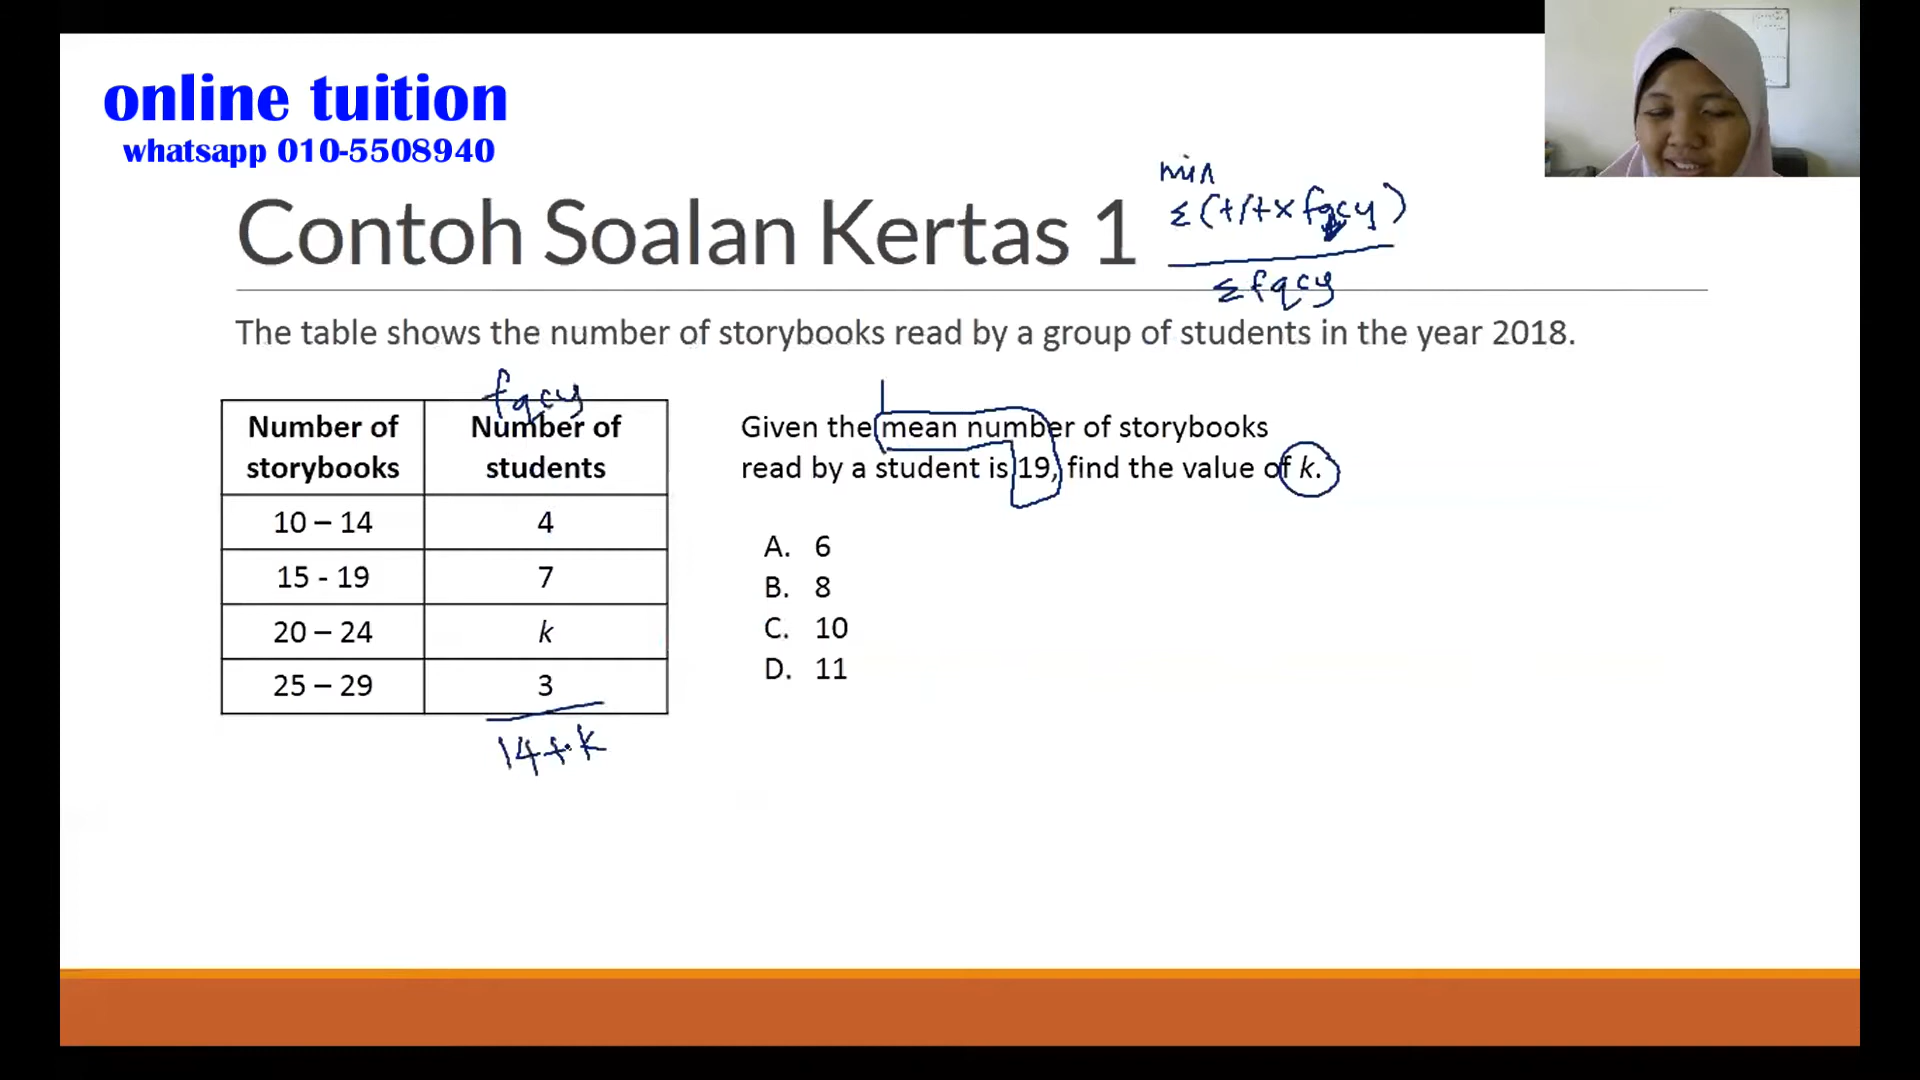 online tuition
whatsapp 010-5508940
Contoh Soalan Kertas 1
min
Σ(t/t x fqcy)
Σfqcy
The table shows the number of storybooks read by a group of students in the year 2018.
fqcy
Number of storybooks Number of students
10 – 14 4
15 - 19 7
20 – 24 k
25 – 29 3
14 + k
Given the mean number of storybooks
read by a student is 19, find the value of k.
A. 6
B. 8
C. 10
D. 11